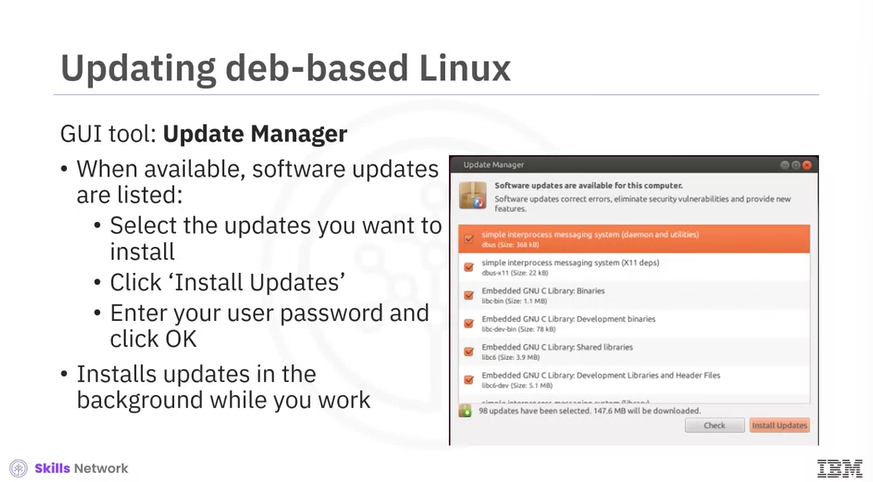 Updating deb-based Linux
GUI tool: Update Manager
• When available, software updates
are listed:
• Select the updates you want to
install
• Click ‘Install Updates’
• Enter your user password and
click OK
• Installs updates in the
background while you work
Update Manager
Software updates are available for this computer.
Software updates correct errors, eliminate security vulnerabilities and provide new
features.
simple interprocess messaging system (daemon and utilities)
dbus (Size: 368 kB)
simple interprocess messaging system (X11 deps)
dbus-x11 (Size: 22 kB)
Embedded GNU C Library: Binaries
libc-bin (Size: 1.1 MB)
Embedded GNU C Library: Development binaries
libc-dev-bin (Size: 78 kB)
Embedded GNU C Library: Shared libraries
libc6 (Size: 3.9 MB)
Embedded GNU C Library: Development Libraries and Header Files
libc6-dev (Size: 5.1 MB)
simple interprocess messaging system (library)
98 updates have been selected. 147.6 MB will be downloaded.
Check
Install Updates
Skills Network
IBM